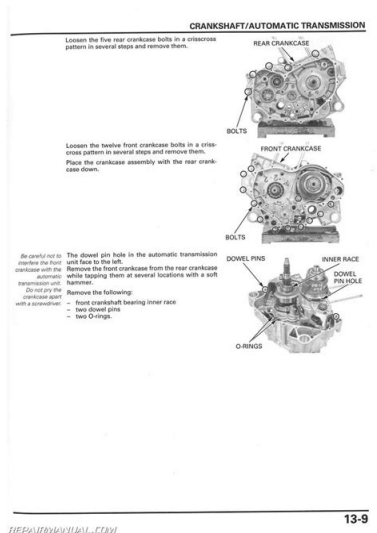 CRANKSHAFT/AUTOMATIC TRANSMISSION
Loosen the five rear crankcase bolts in a crisscross
pattern in several steps and remove them.
REAR CRANKCASE
BOLTS
Loosen the twelve front crankcase bolts in a criss-
cross pattern in several steps and remove them.
Place the crankcase assembly with the rear crank-
case down.
FRONT CRANKCASE
BOLTS
Be careful not to
interfere the front
crankcase with the
automatic
transmission unit.
Do not pry the
crankcase apart
with a screwdriver.
The dowel pin hole in the automatic transmission
unit face to the left.
Remove the front crankcase from the rear crankcase
while tapping them at several locations with a soft
hammer.
Remove the following:
– front crankshaft bearing inner race
– two dowel pins
– two O-rings.
DOWEL PINS
INNER RACE
DOWEL
PIN HOLE
O-RINGS
13-9
REPAIRMANUAL.COM